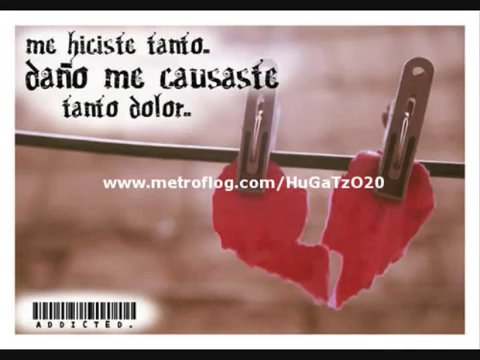 me hiciste tanto..
daño me causaste
tanto dolor..
www.metroflog.com/HuGaTzO20
ADDICTED.